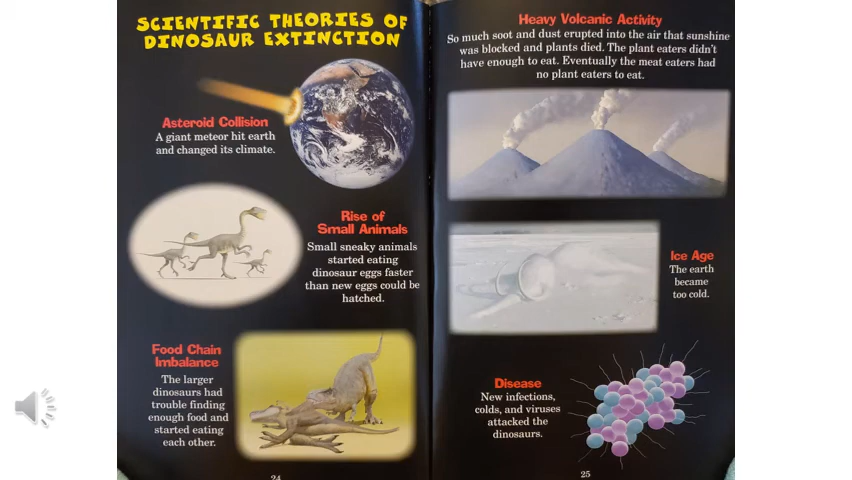 SCIENTIFIC THEORIES OF
DINOSAUR EXTINCTION
Asteroid Collision
A giant meteor hit earth
and changed its climate.
Rise of
Small Animals
Small sneaky animals
started eating
dinosaur eggs faster
than new eggs could be
hatched.
Food Chain
Imbalance
The larger
dinosaurs had
trouble finding
enough food and
started eating
each other.
24
Heavy Volcanic Activity
So much soot and dust erupted into the air that sunshine
was blocked and plants died. The plant eaters didn't
have enough to eat. Eventually the meat eaters had
no plant eaters to eat.
Ice Age
The earth
became
too cold.
Disease
New infections,
colds, and viruses
attacked the
dinosaurs.
25